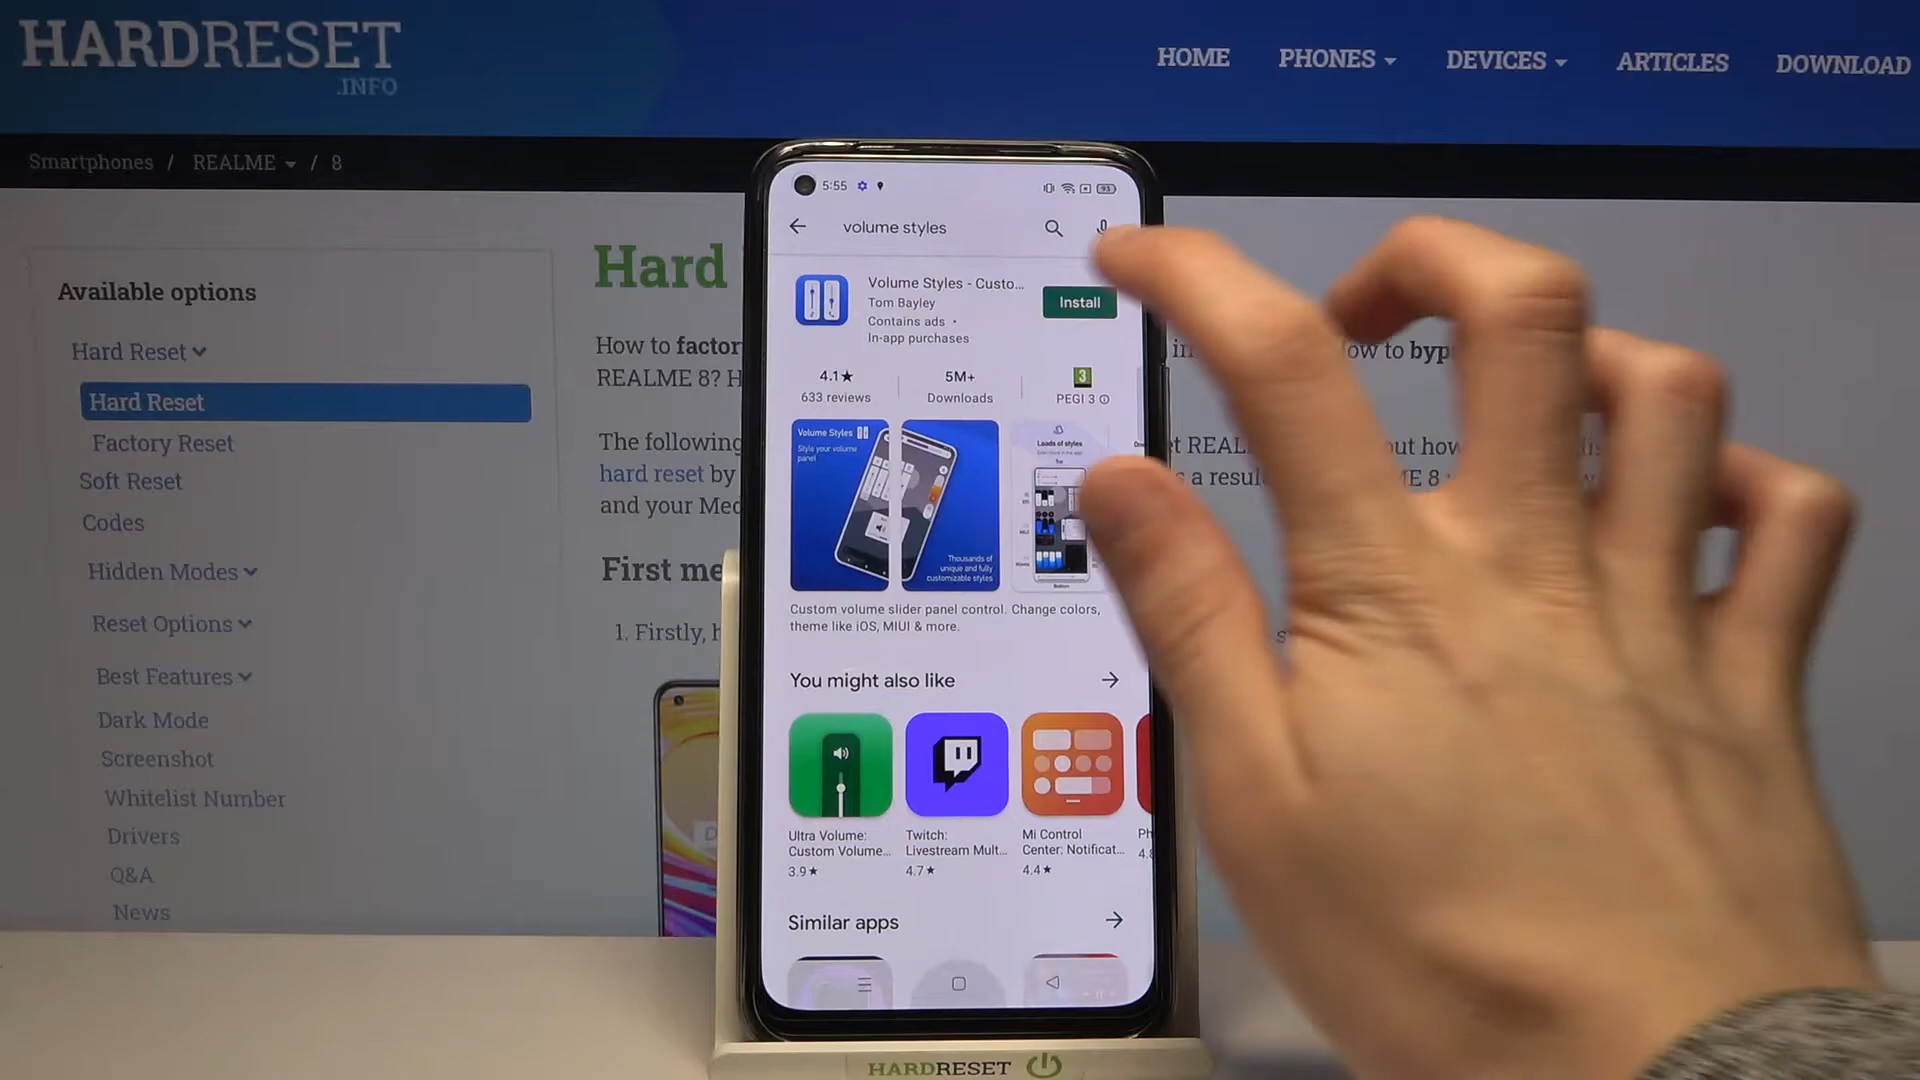 HARDRESET
.INFO
HOME
PHONES
DEVICES
ARTICLES
DOWNLOAD
Smartphones / REALME / 8
Available options
Hard Reset
Hard Reset
Factory Reset
Soft Reset
Codes
Hidden Modes
Reset Options
Best Features
Dark Mode
Screenshot
Whitelist Number
Drivers
Q&A
News
Hard
How to
REALME 8?
The following
hard reset by
and your
1. Firstly,
5:55
93
volume styles
Volume Styles - Custo...
Tom Bayley
Contains ads •
In-app purchases
Install
4.1★
633 reviews
5M+
Downloads
3
PEGI 3
Volume Styles
Style your volume
panel
Thousands of
unique and fully
customizable styles
Loads of styles
Custom volume slider panel control. Change colors,
theme like iOS, MIUI & more.
You might also like
Ultra Volume:
Custom Volume...
3.9★
Twitch:
Livestream Mult...
4.7★
Mi Control
Center: Notificat...
4.4★
Similar apps
HARDRESET